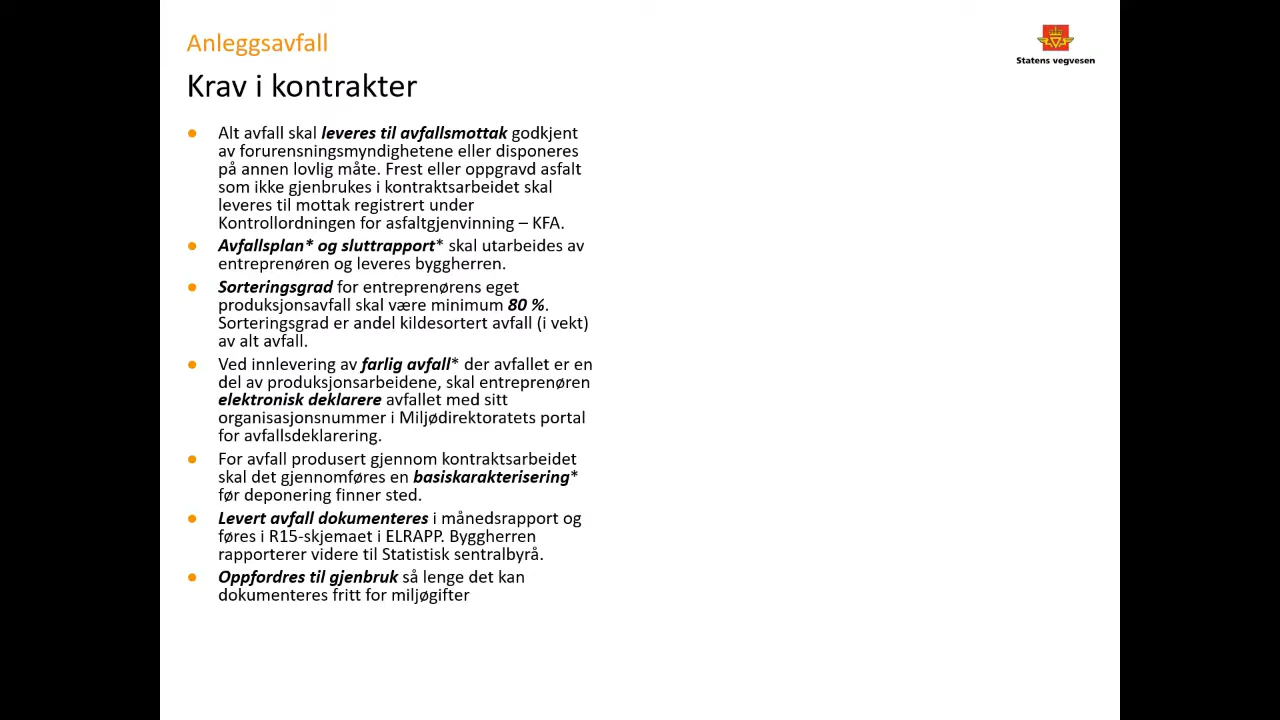 Anleggsavfall
Statens vegvesen
Krav i kontrakter
● Alt avfall skal leveres til avfallsmottak godkjent
av forurensningsmyndighetene eller disponeres
på annen lovlig måte. Frest eller oppgravd asfalt
som ikke gjenbrukes i kontraktsarbeidet skal
leveres til mottak registrert under
Kontrollordningen for asfaltgjenvinning – KFA.
● Avfallsplan* og sluttrapport* skal utarbeides av
entreprenøren og leveres byggherren.
● Sorteringsgrad for entreprenørens eget
produksjonsavfall skal være minimum 80 %.
Sorteringsgrad er andel kildesortert avfall (i vekt)
av alt avfall.
● Ved innlevering av farlig avfall* der avfallet er en
del av produksjonsarbeidene, skal entreprenøren
elektronisk deklarere avfallet med sitt
organisasjonsnummer i Miljødirektoratets portal
for avfallsdeklarering.
● For avfall produsert gjennom kontraktsarbeidet
skal det gjennomføres en basiskarakterisering*
før deponering finner sted.
● Levert avfall dokumenteres i månedsrapport og
føres i R15-skjemaet i ELRAPP. Byggherren
rapporterer videre til Statistisk sentralbyrå.
● Oppfordres til gjenbruk så lenge det kan
dokumenteres fritt for miljøgifter